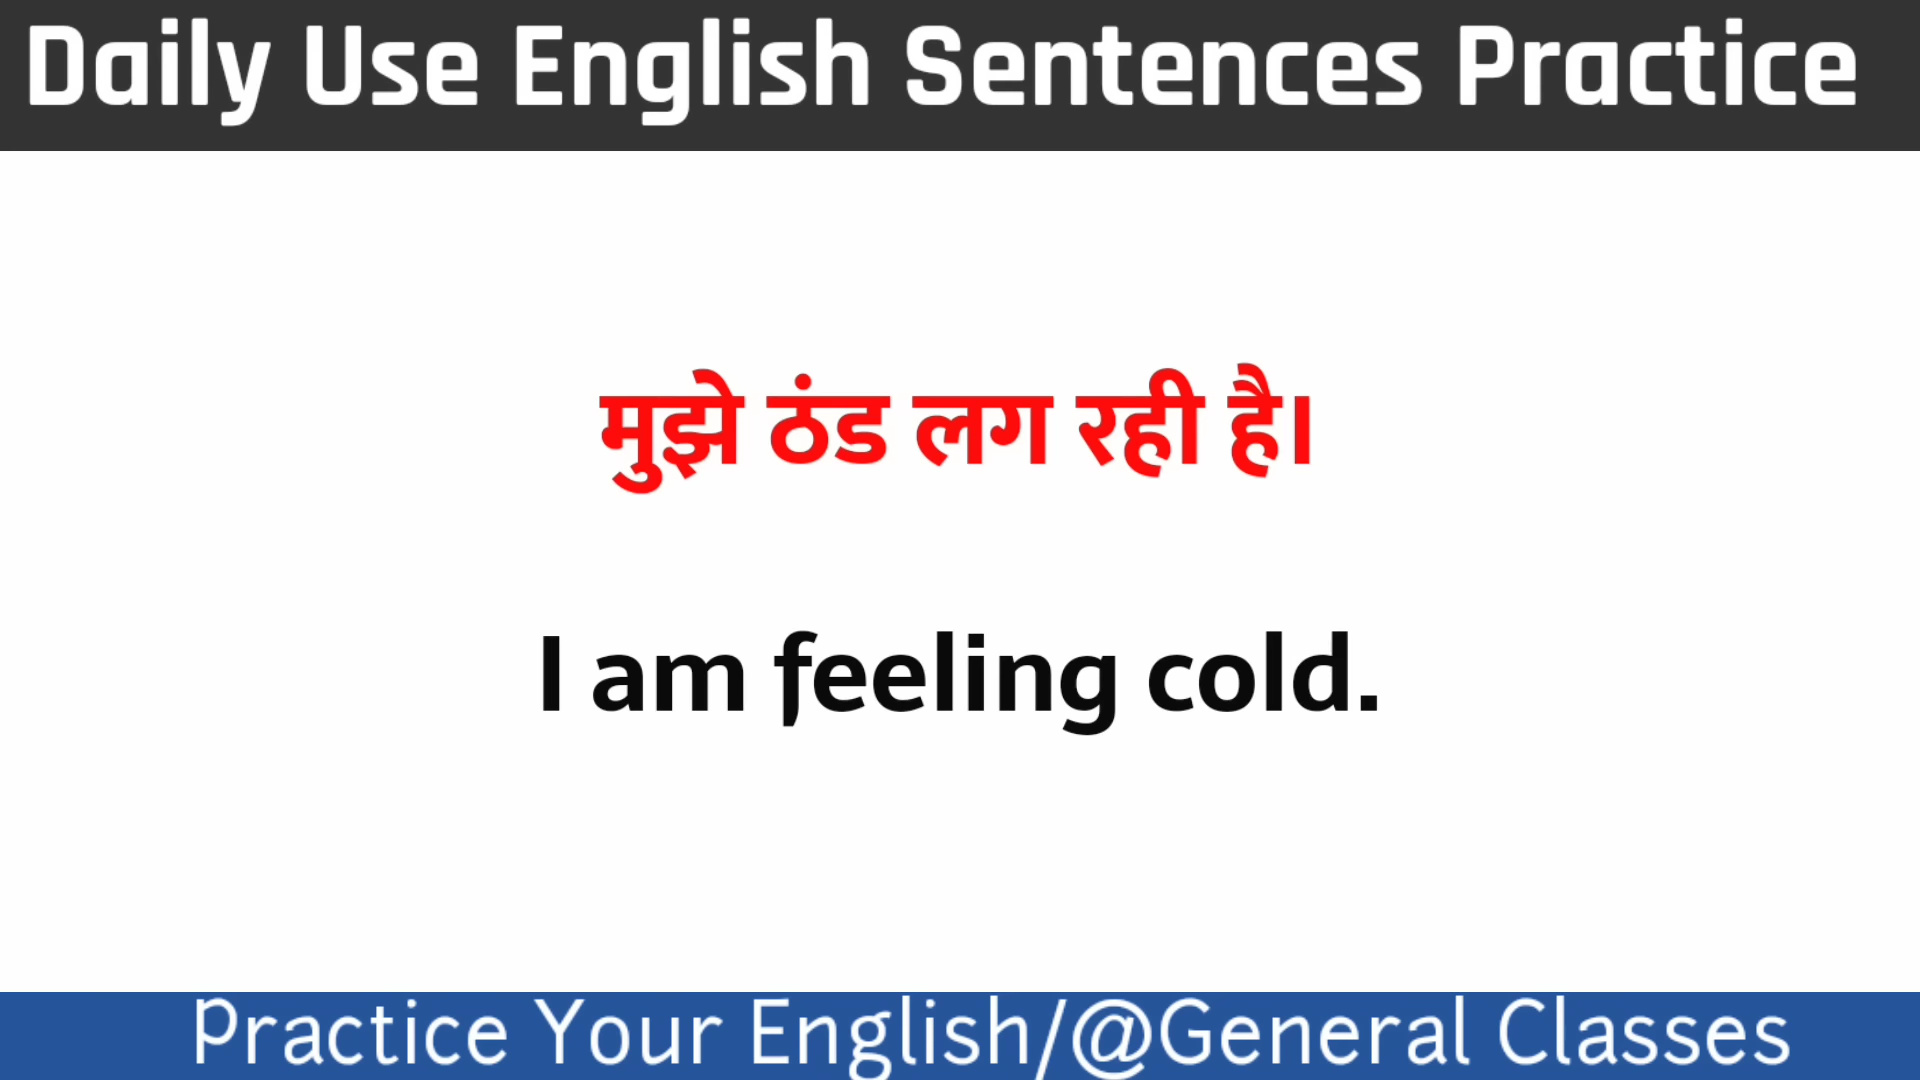 Daily Use English Sentences Practice
मुझे ठंड लग रही है।
I am feeling cold.
Practice Your English/@General Classes